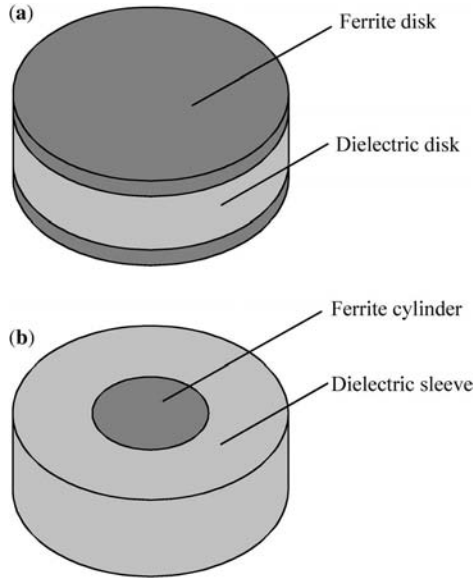 (a)
Ferrite disk
Dielectric disk
(b)
Ferrite cylinder
Dielectric sleeve